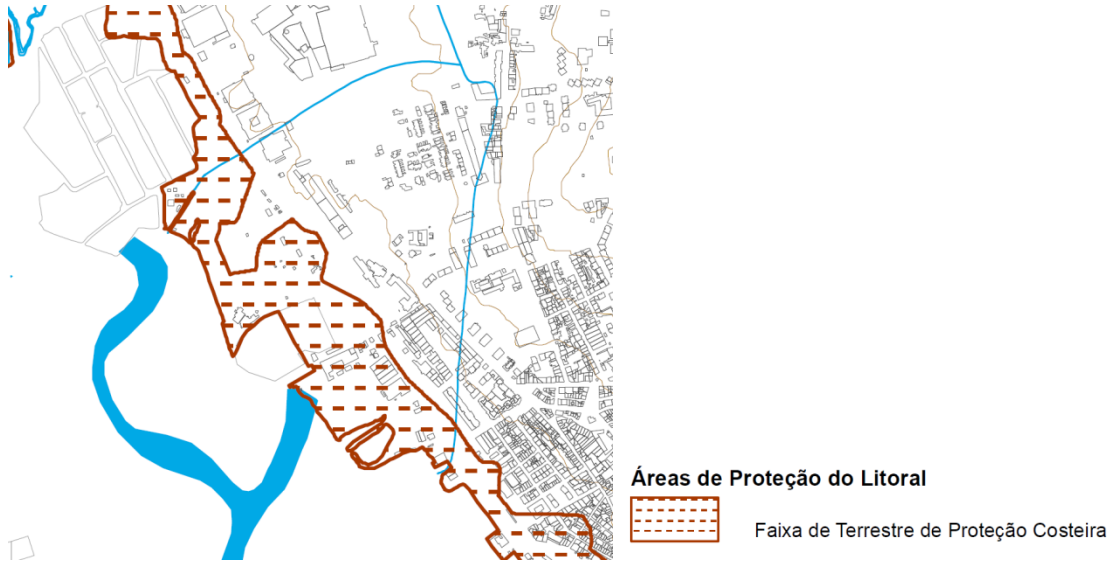 Áreas de Proteção do Litoral
Faixa de Terrestre de Proteção Costeira